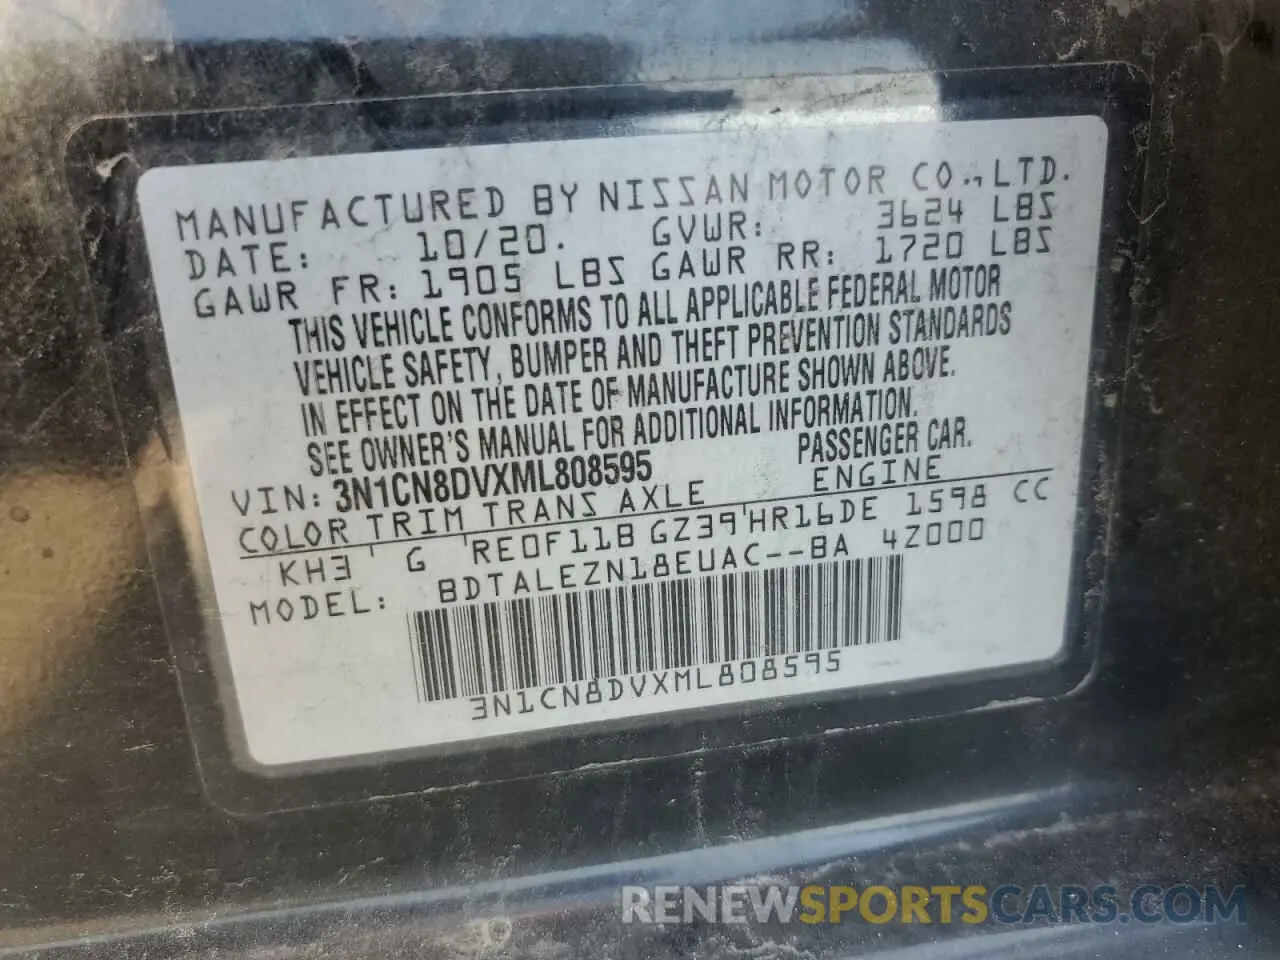 MANUFACTURED BY NISSAN MOTOR CO.,LTD.
DATE: 10/20. GVWR: 3624 LBS
GAWR FR: 1905 LBS GAWR RR: 1720 LBS
THIS VEHICLE CONFORMS TO ALL APPLICABLE FEDERAL MOTOR
VEHICLE SAFETY, BUMPER AND THEFT PREVENTION STANDARDS
IN EFFECT ON THE DATE OF MANUFACTURE SHOWN ABOVE.
SEE OWNER'S MANUAL FOR ADDITIONAL INFORMATION.
VIN: 3N1CN8DVXML808595 PASSENGER CAR.
COLOR TRIM TRANS AXLE ENGINE
KH3 ' G 'RE0F11B GZ39'HR16DE 1598 CC
MODEL: BDTALEZN18EUAC--BA 4Z000
3N1CN8DVXML808595
RENEWSPORTSCARS.COM